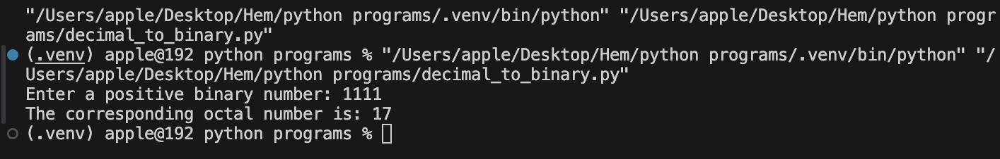 "/Users/apple/Desktop/Hem/python programs/.venv/bin/python" "/Users/apple/Desktop/Hem/python progr
ams/decimal_to_binary.py"
(.venv) apple@192 python programs % "/Users/apple/Desktop/Hem/python programs/.venv/bin/python" "/
Users/apple/Desktop/Hem/python programs/decimal_to_binary.py"
Enter a positive binary number: 1111
The corresponding octal number is: 17
(.venv) apple@192 python programs %